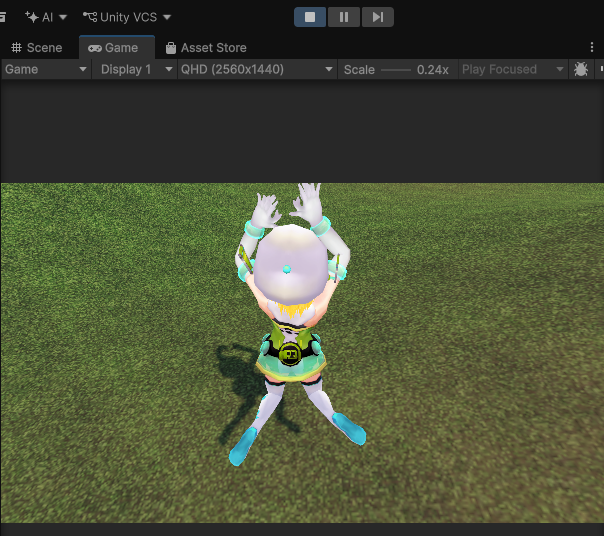 AI Unity VCS
Scene Game Asset Store
Game Display 1 QHD (2560x1440) Scale 0.24x Play Focused